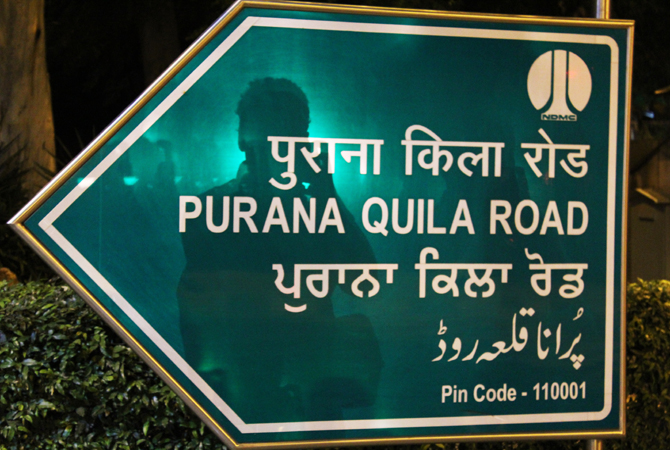 NDMC
पुराना किला रोड
PURANA QUILA ROAD
ਪੁਰਾਨਾ ਕਿਲਾ ਰੋਡ
پُرانا قلعہ روڈ
Pin Code - 110001